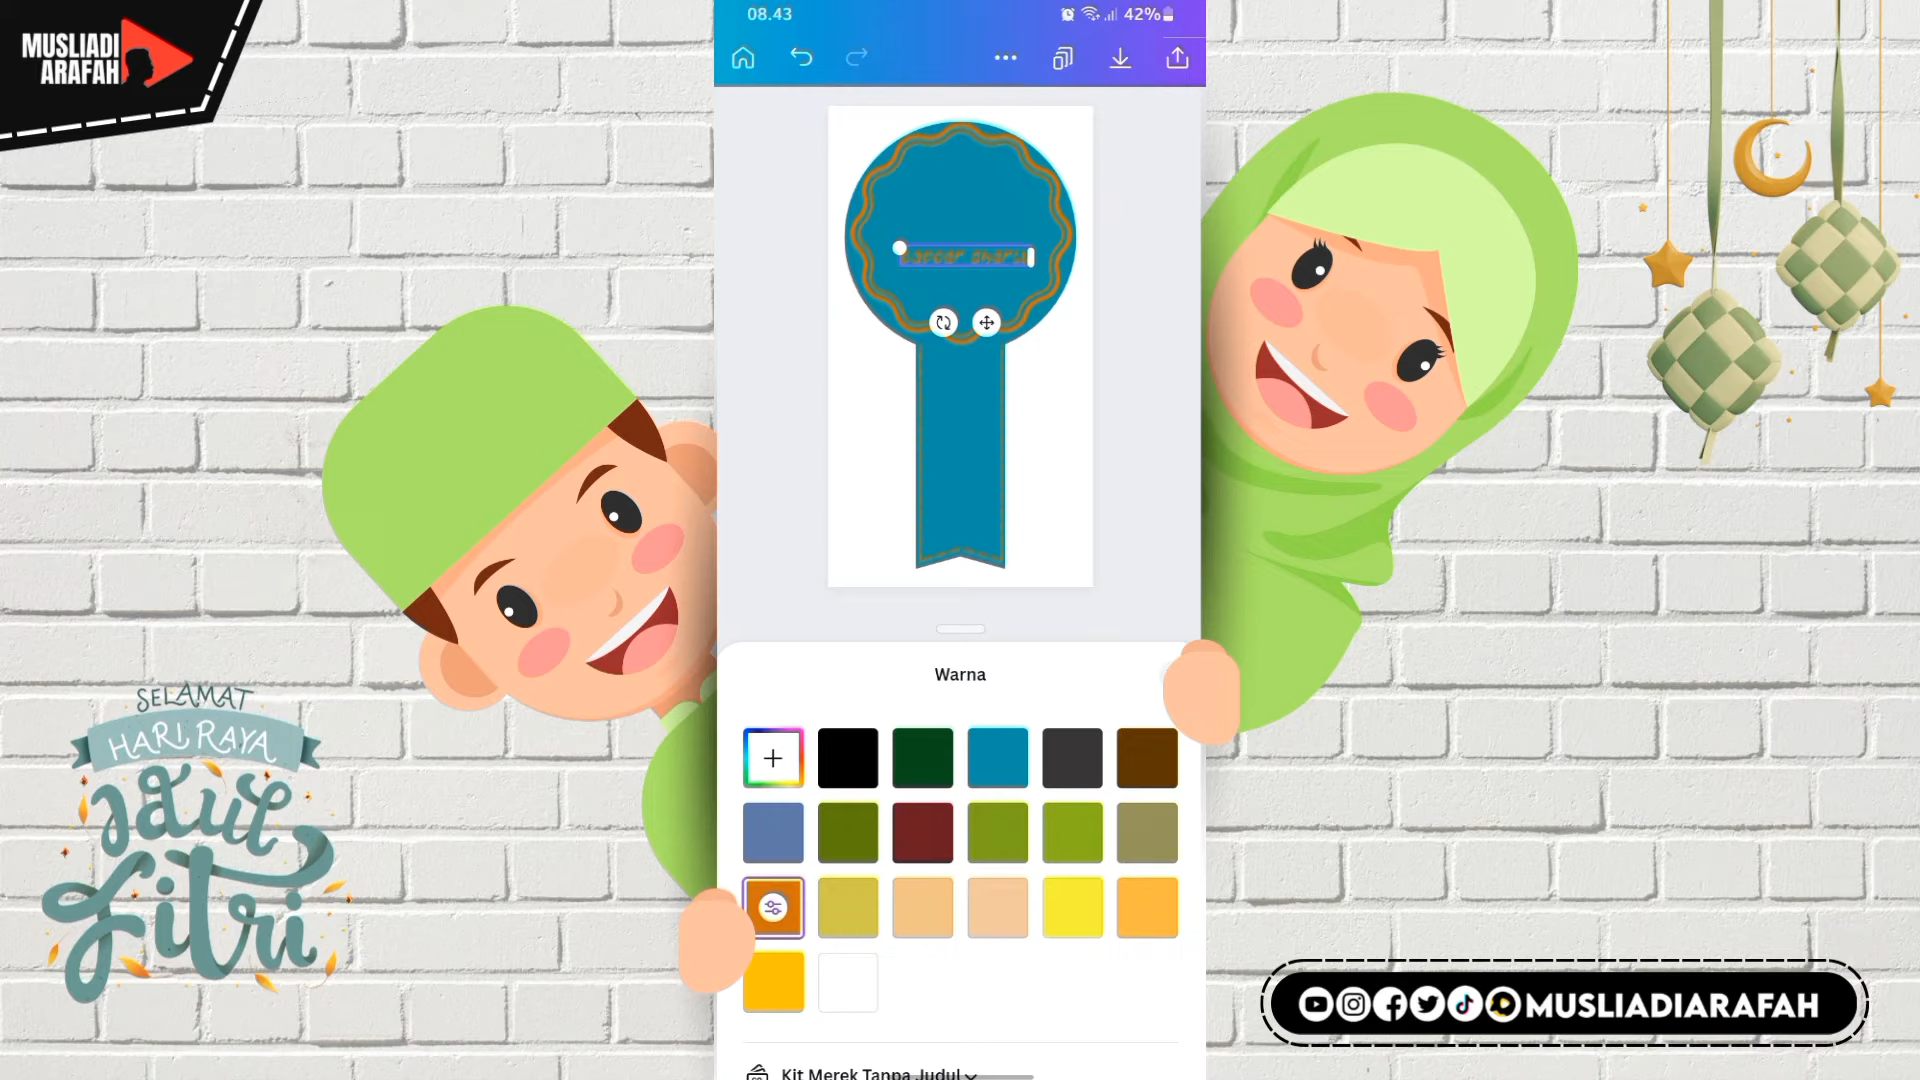 MUSLIADI
ARAFAH
08.43
42%
Warna
Kit Merek Tanpa Judul
SELAMAT
HARI RAYA
Idul
Fitri
MUSLIADIARAFAH